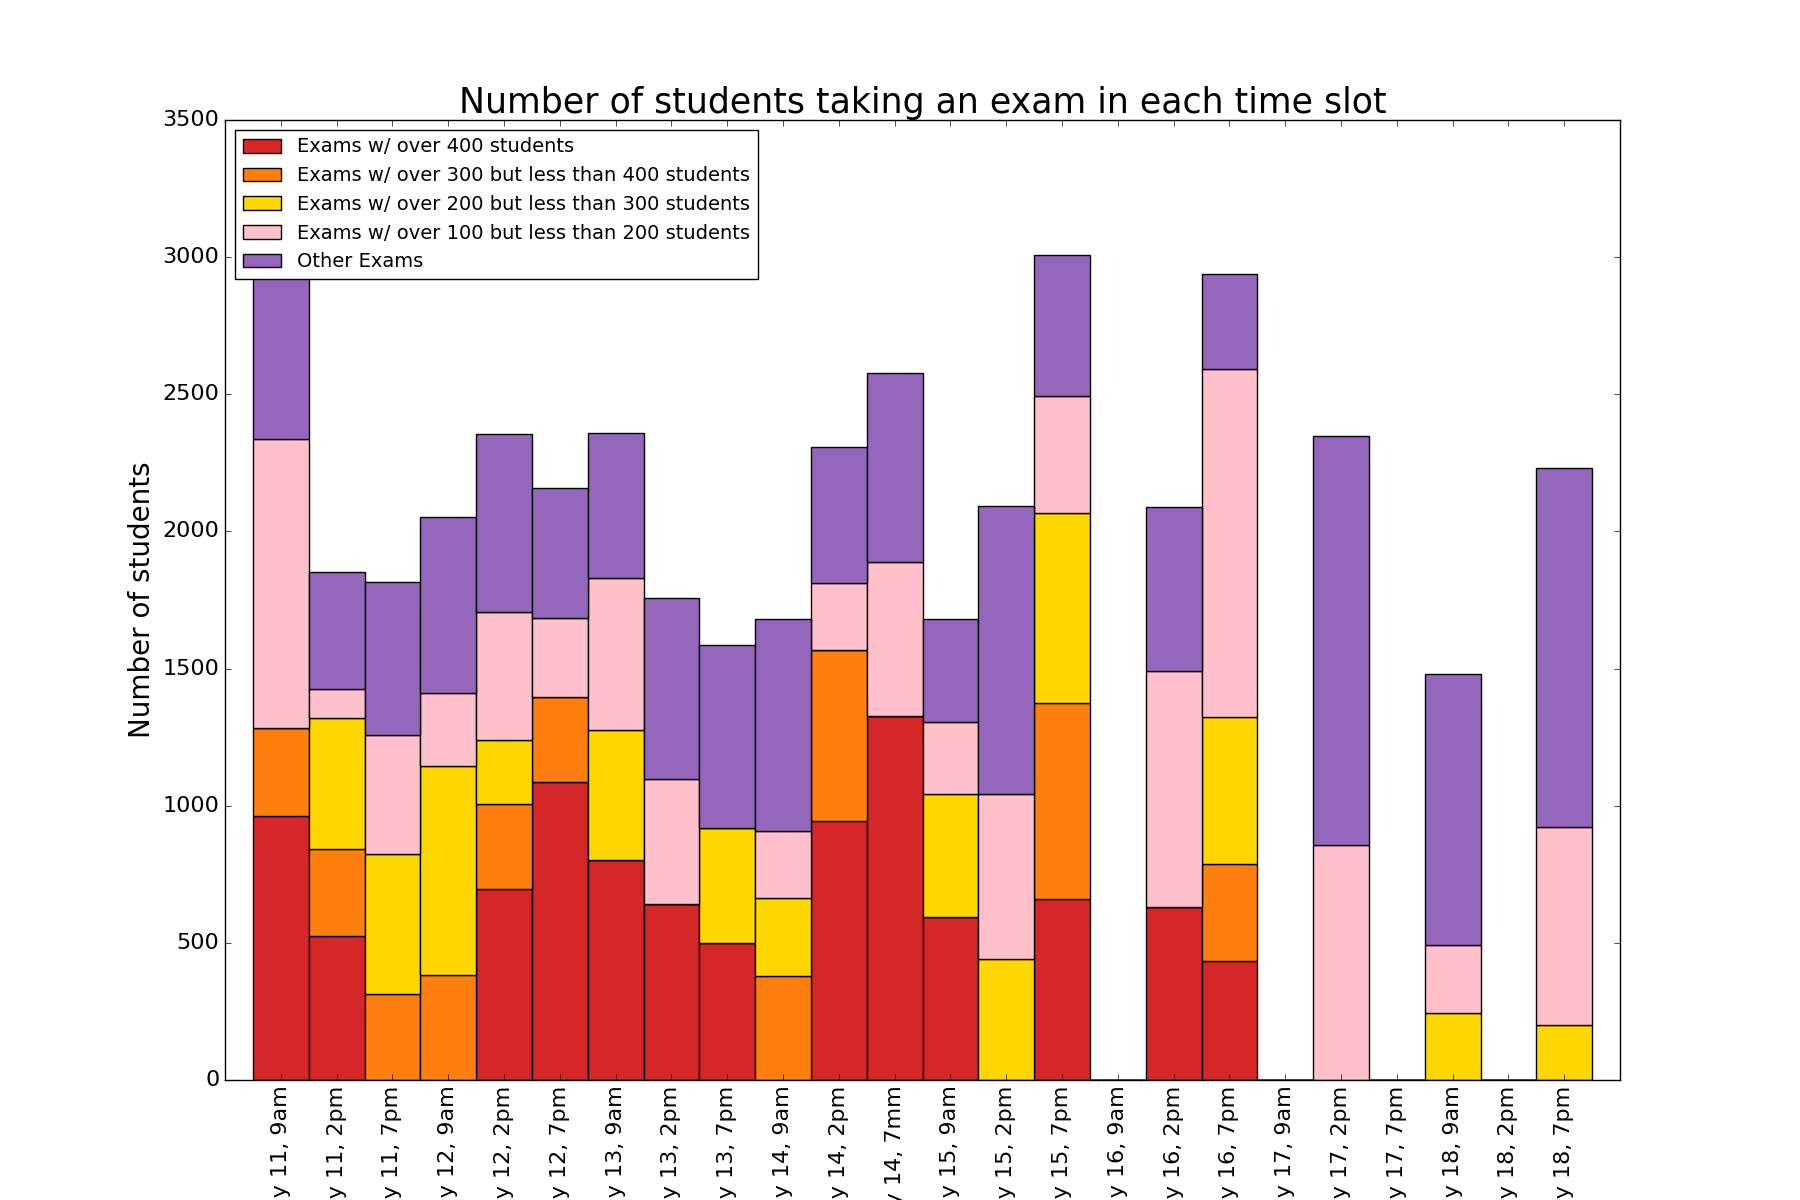 Number of students taking an exam in each time slot
3500
3000
2500
2000
1500
1000
500
0
Number of students
Exams w/ over 400 students
Exams w/ over 300 but less than 400 students
Exams w/ over 200 but less than 300 students
Exams w/ over 100 but less than 200 students
Other Exams
y 11, 9am
y 11, 2pm
y 11, 7pm
y 12, 9am
y 12, 2pm
y 12, 7pm
y 13, 9am
y 13, 2pm
y 13, 7pm
y 14, 9am
y 14, 2pm
y 14, 7mm
y 15, 9am
y 15, 2pm
y 15, 7pm
y 16, 9am
y 16, 2pm
y 16, 7pm
y 17, 9am
y 17, 2pm
y 17, 7pm
y 18, 9am
y 18, 2pm
y 18, 7pm